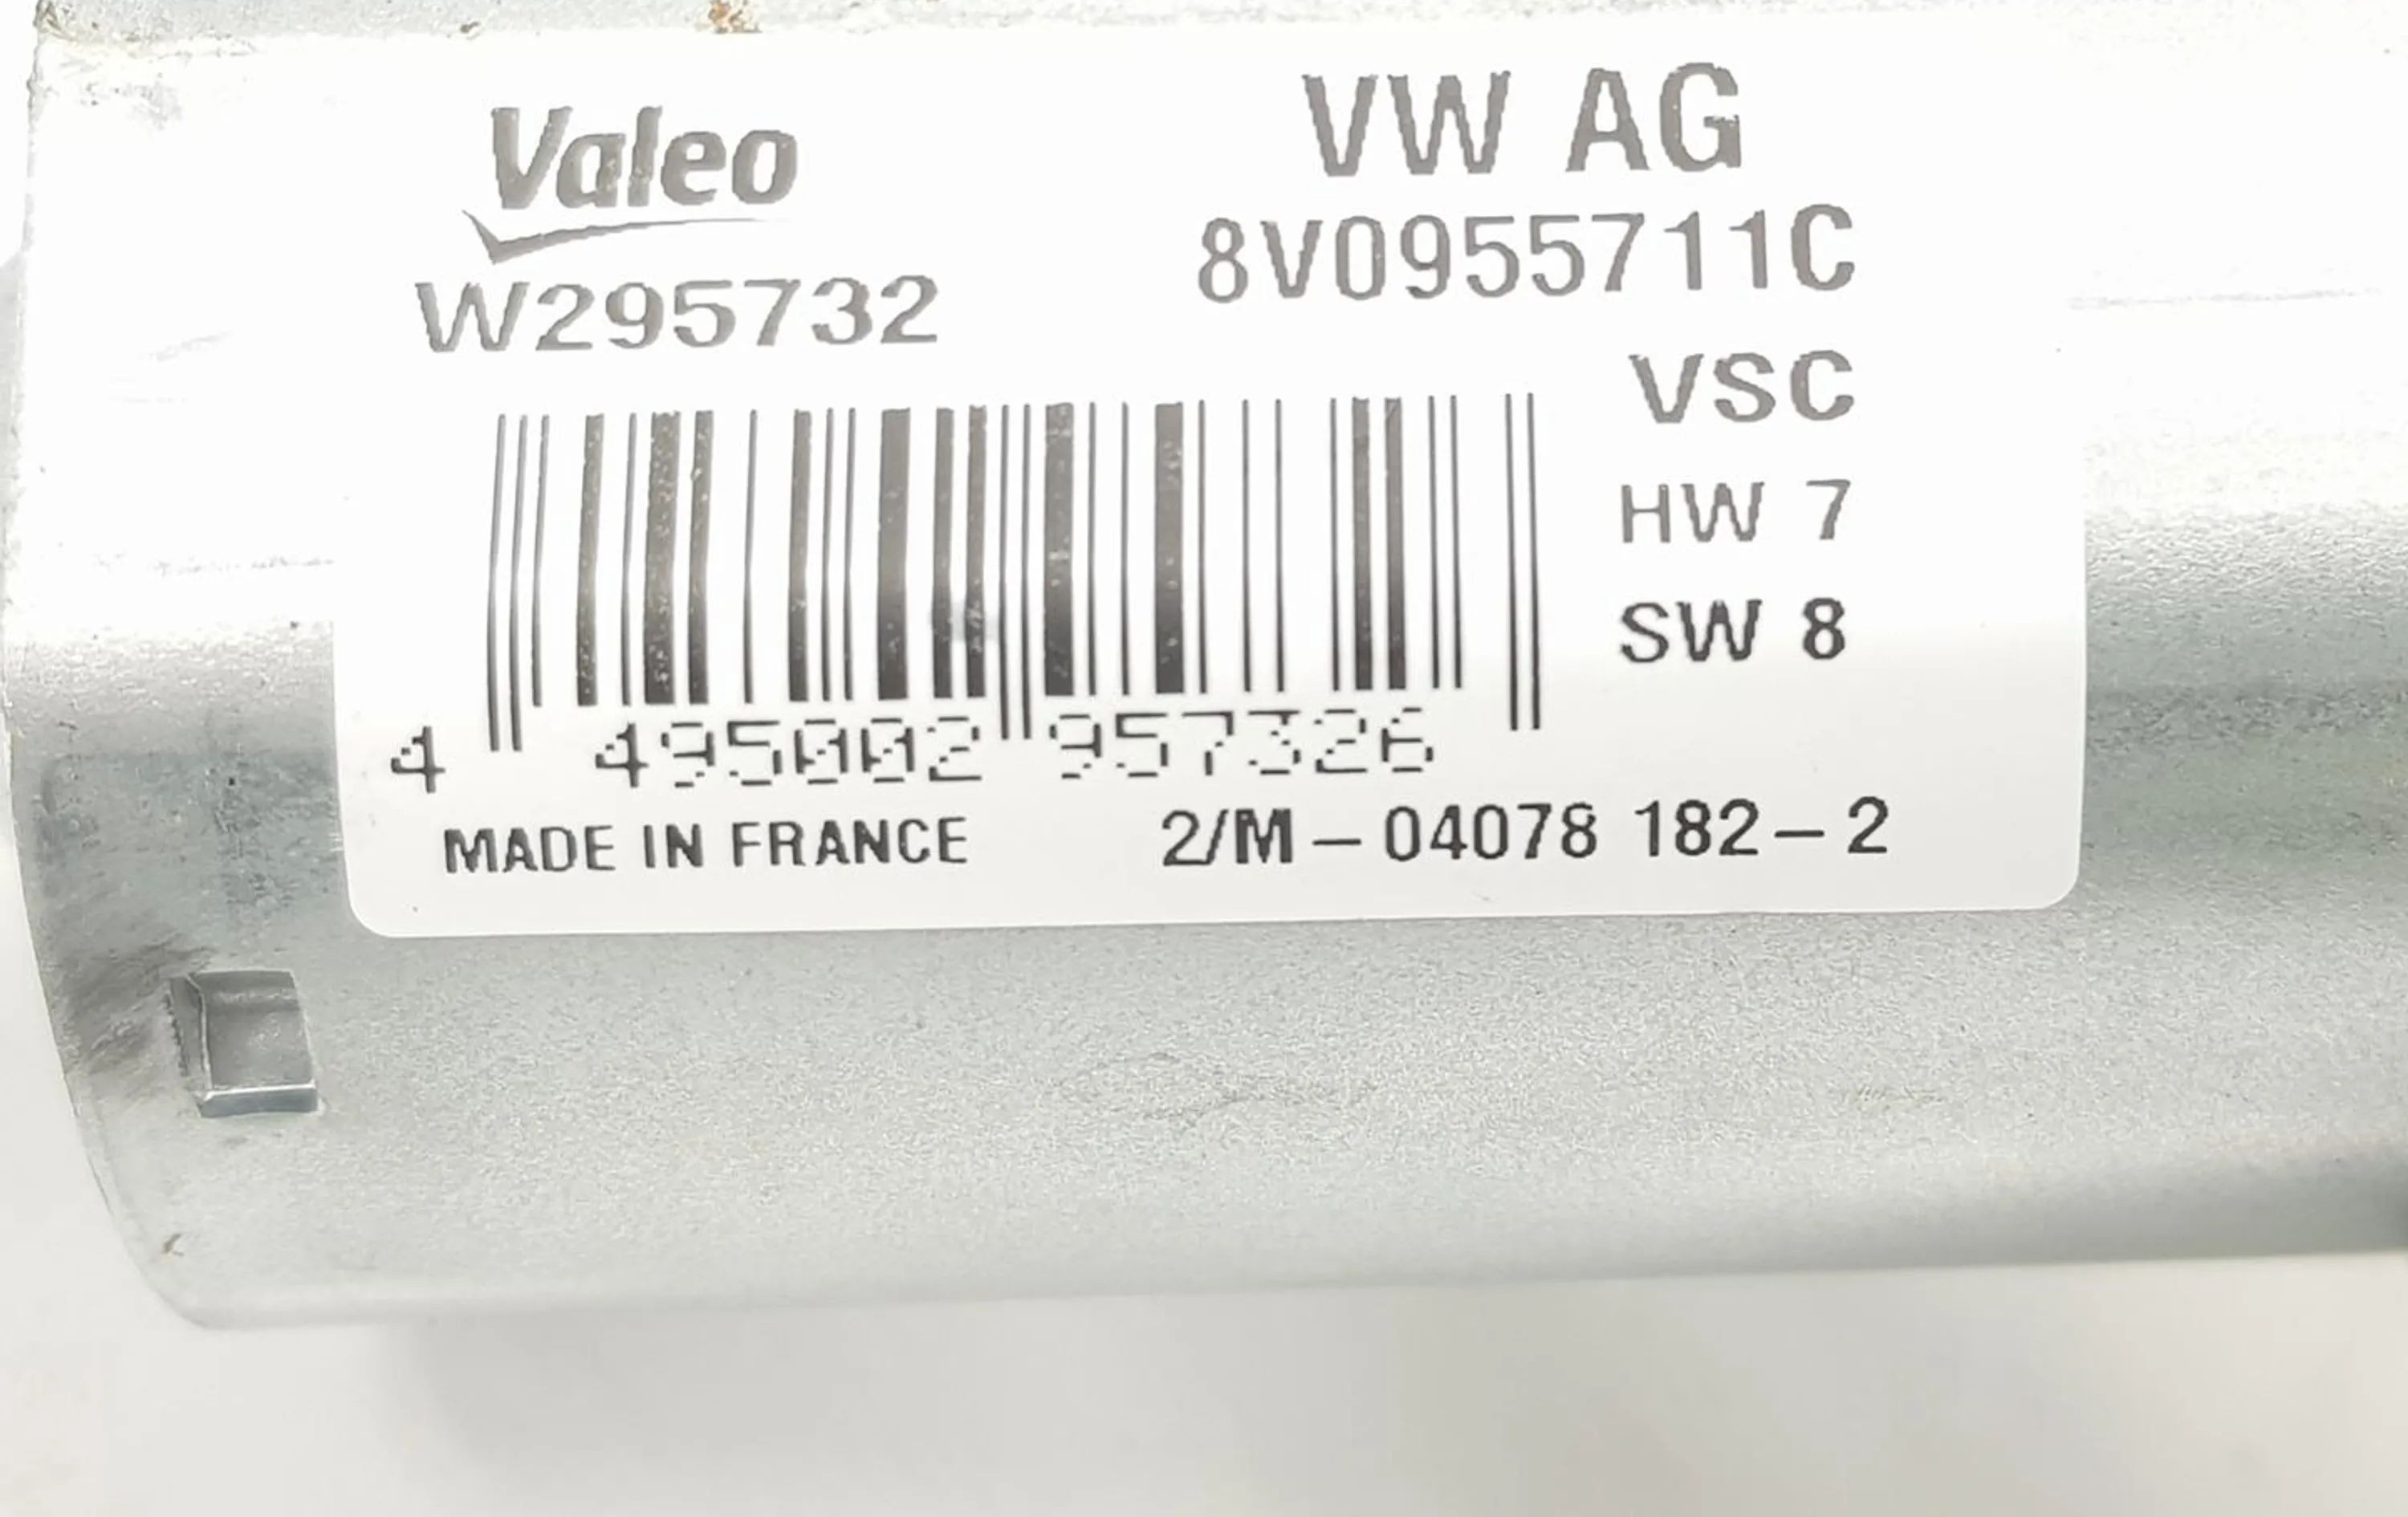 Valeo
VW AG
W295732
8V0955711C
VSC
HW 7
SW 8
4 495002 957326
MADE IN FRANCE
2/M – 04078 182 – 2